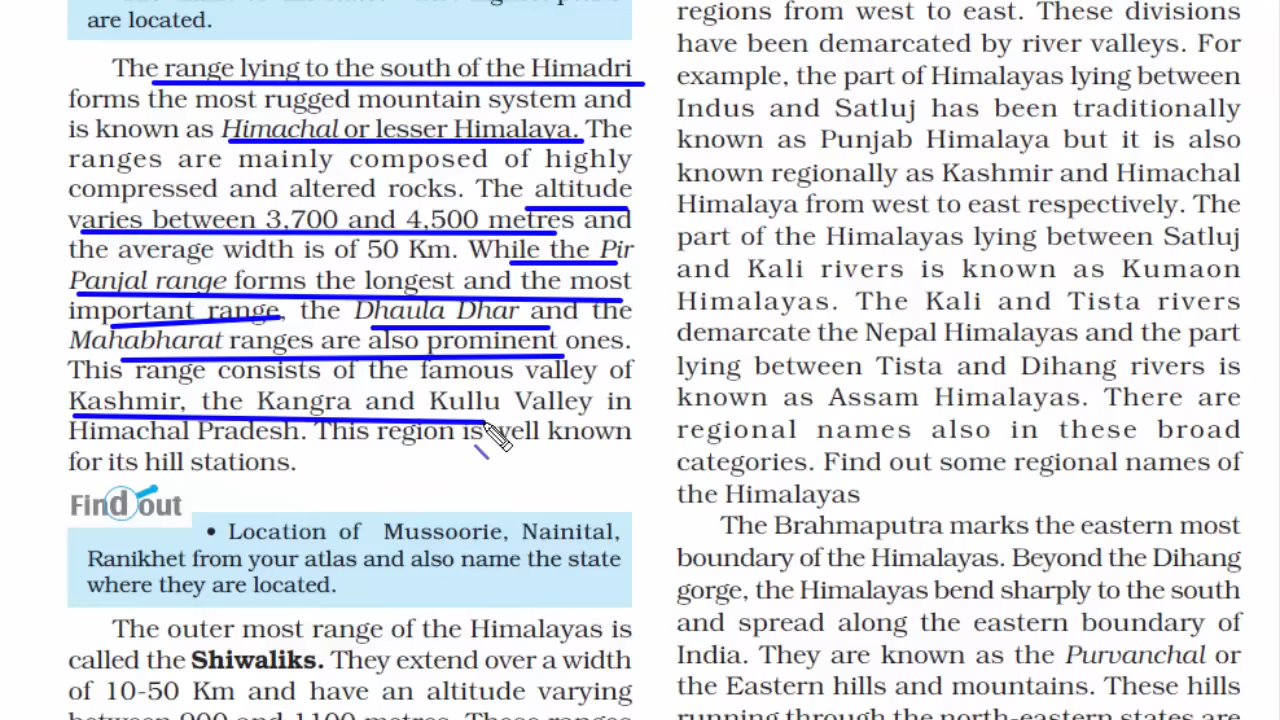 are located.
The range lying to the south of the Himadri
forms the most rugged mountain system and
is known as Himachal or lesser Himalaya. The
ranges are mainly composed of highly
compressed and altered rocks. The altitude
varies between 3,700 and 4,500 metres and
the average width is of 50 Km. While the Pir
Panjal range forms the longest and the most
important range, the Dhaula Dhar and the
Mahabharat ranges are also prominent ones.
This range consists of the famous valley of
Kashmir, the Kangra and Kullu Valley in
Himachal Pradesh. This region is well known
for its hill stations.
Find out
• Location of Mussoorie, Nainital,
Ranikhet from your atlas and also name the state
where they are located.
The outer most range of the Himalayas is
called the Shiwaliks. They extend over a width
of 10-50 Km and have an altitude varying
between 900 and 1100 metres. These ranges
regions from west to east. These divisions
have been demarcated by river valleys. For
example, the part of Himalayas lying between
Indus and Satluj has been traditionally
known as Punjab Himalaya but it is also
known regionally as Kashmir and Himachal
Himalaya from west to east respectively. The
part of the Himalayas lying between Satluj
and Kali rivers is known as Kumaon
Himalayas. The Kali and Tista rivers
demarcate the Nepal Himalayas and the part
lying between Tista and Dihang rivers is
known as Assam Himalayas. There are
regional names also in these broad
categories. Find out some regional names of
the Himalayas
The Brahmaputra marks the eastern most
boundary of the Himalayas. Beyond the Dihang
gorge, the Himalayas bend sharply to the south
and spread along the eastern boundary of
India. They are known as the Purvanchal or
the Eastern hills and mountains. These hills
running through the north-eastern states are